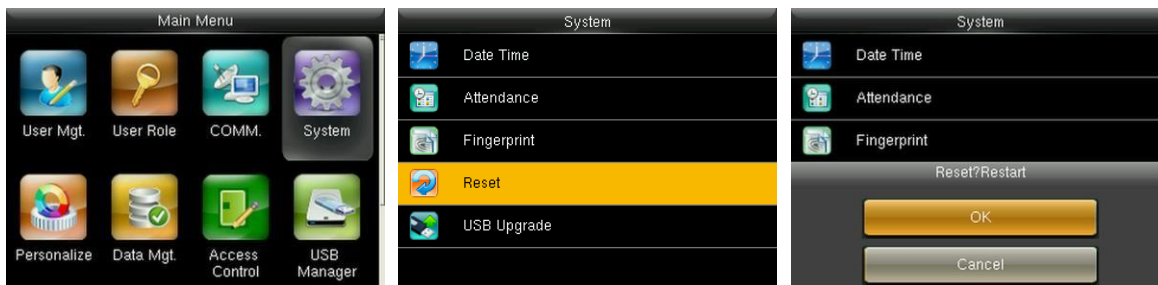 Main Menu
User Mgt.
User Role
COMM.
System
Personalize
Data Mgt.
Access
Control
USB
Manager
System
Date Time
Attendance
Fingerprint
Reset
USB Upgrade
System
Date Time
Attendance
Fingerprint
Reset?Restart
OK
Cancel